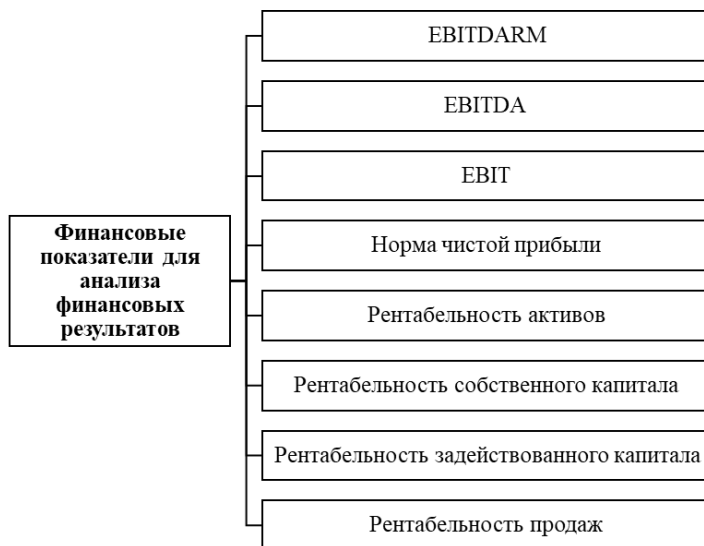 EBITDARM
EBITDA
EBIT
Финансовые
показатели для
анализа
финансовых
результатов
Норма чистой прибыли
Рентабельность активов
Рентабельность собственного капитала
Рентабельность задействованного капитала
Рентабельность продаж